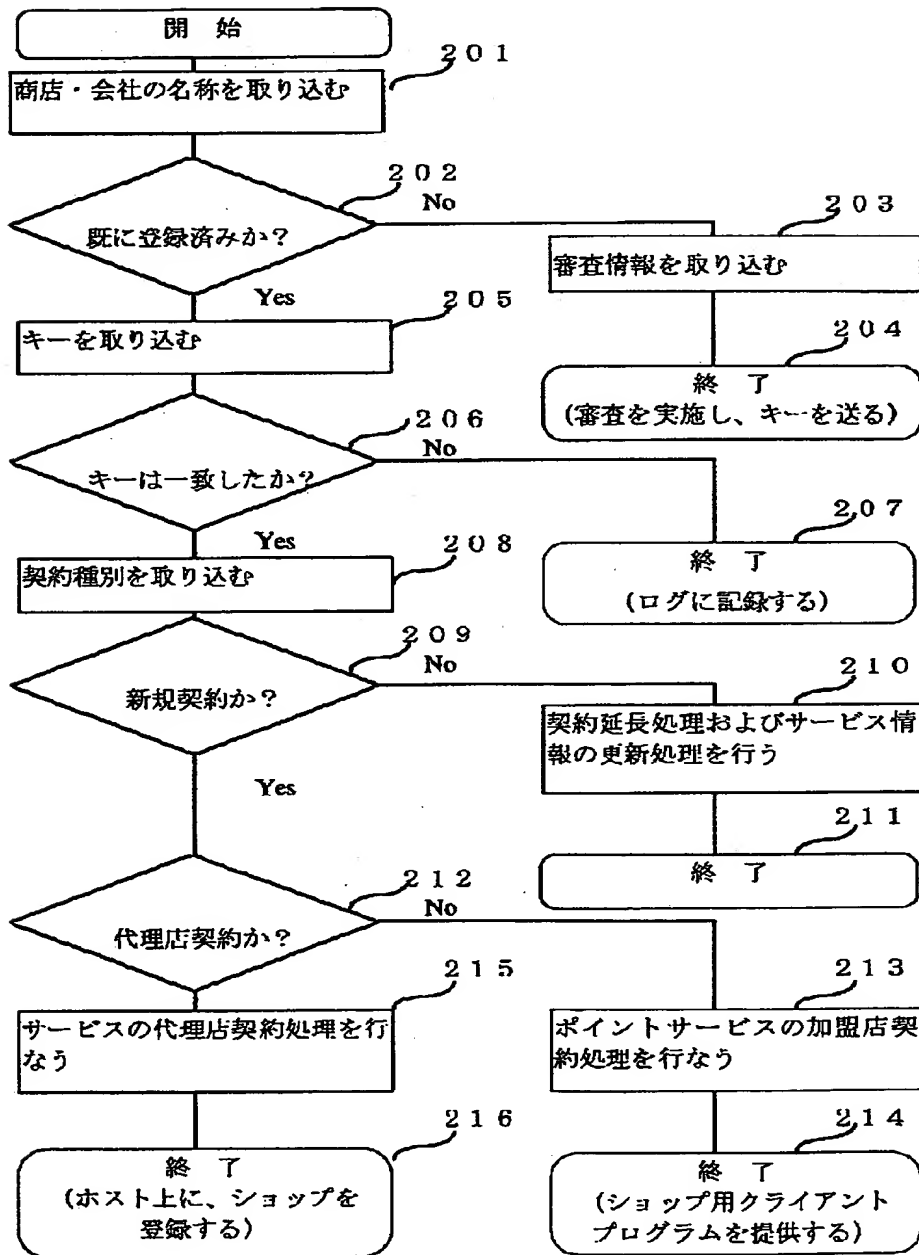 開 始
２０１
商店・会社の名称を取り込む
２０２
No
既に登録済みか？
２０３
審査情報を取り込む
Yes
２０５
キーを取り込む
２０４
終 了
(審査を実施し、キーを送る)
２０６
No
キーは一致したか？
２０７
終 了
(ログに記録する)
Yes
２０８
契約種別を取り込む
２０９
No
新規契約か？
２１０
契約延長処理およびサービス情
報の更新処理を行う
Yes
２１１
終 了
２１２
No
代理店契約か？
２１５
サービスの代理店契約処理を行
なう
２１３
ポイントサービスの加盟店契
約処理を行なう
２１６
終 了
(ホスト上に、ショップを
登録する)
２１４
終 了
(ショップ用クライアント
プログラムを提供する)